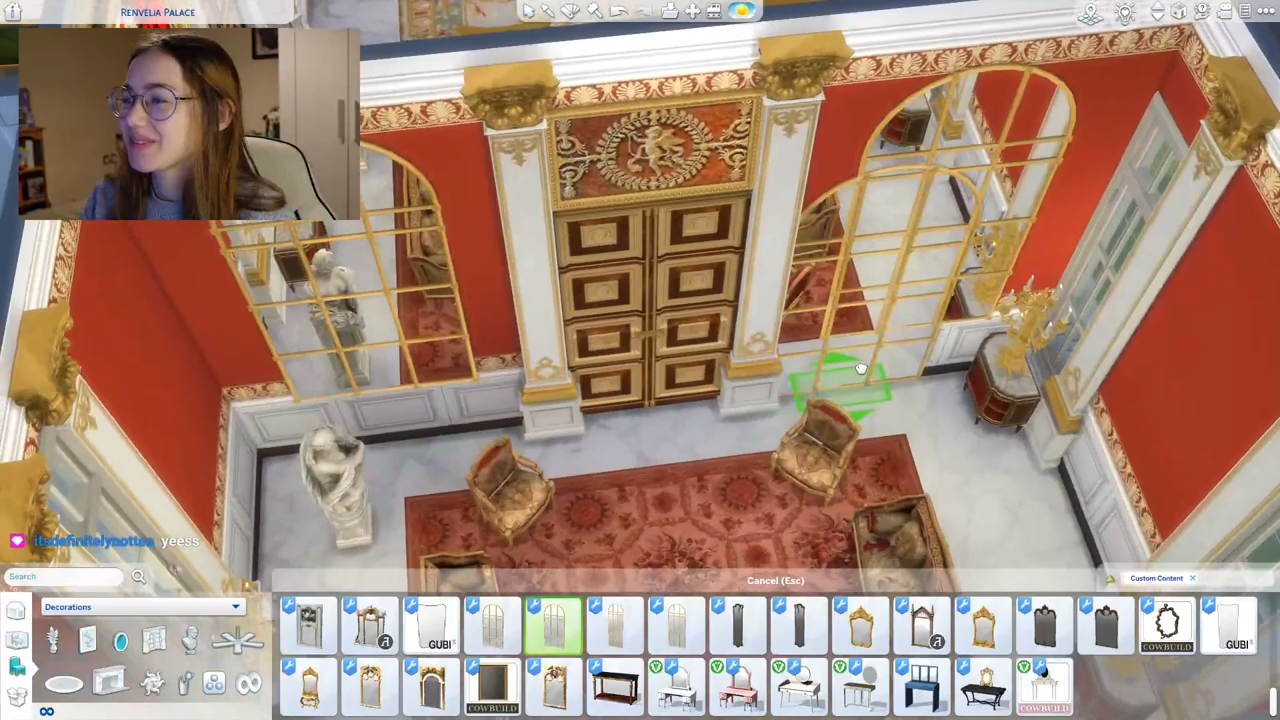 RENVELIA PALACE
itsdefinitelynottea yeess
Search
Cancel (Esc)
Custom Content
Decorations
GUBI
COWBUILD
GUBI
COWBUILD
COWBUILD